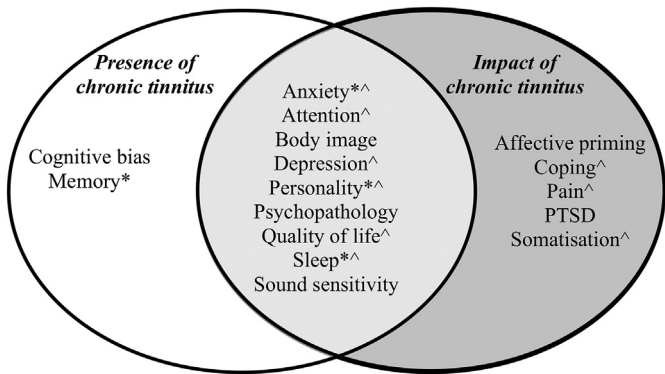 Presence of
chronic tinnitus
Cognitive bias
Memory*
Anxiety*^
Attention^
Body image
Depression^
Personality*^
Psychopathology
Quality of life^
Sleep*^
Sound sensitivity
Impact of
chronic tinnitus
Affective priming
Coping^
Pain^
PTSD
Somatisation^